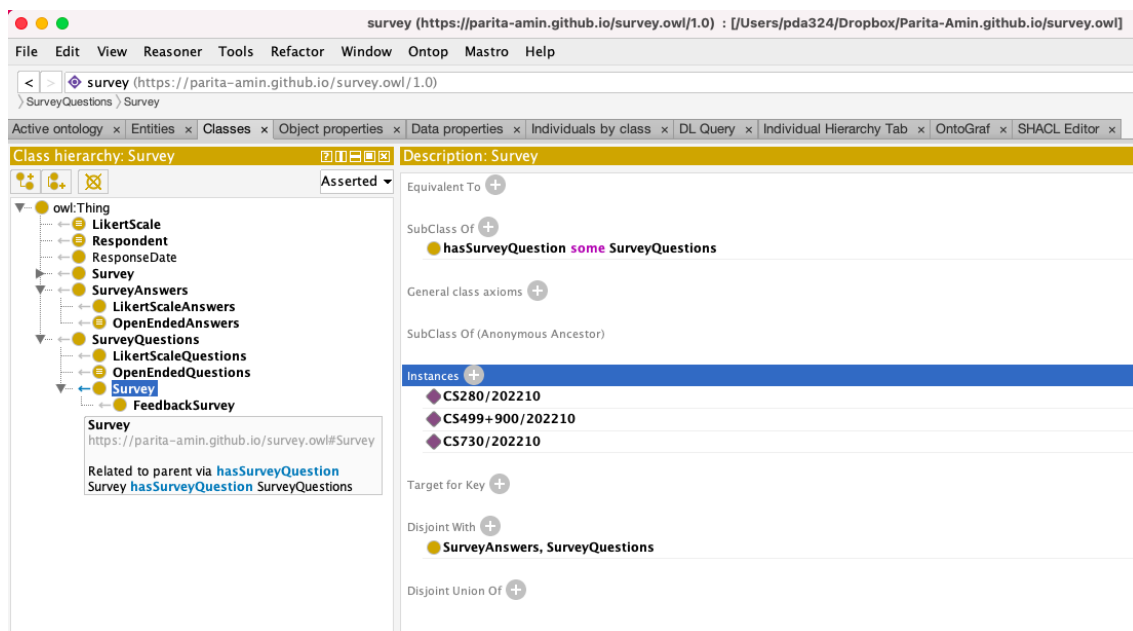 survey (https://parita-amin.github.io/survey.owl/1.0) : [/Users/pda324/Dropbox/Parita-Amin.github.io/survey.owl]
File Edit View Reasoner Tools Refactor Window Ontop Mastro Help
< > survey (https://parita-amin.github.io/survey.owl/1.0)
SurveyQuestions Survey
Active ontology × Entities × Classes × Object properties × Data properties × Individuals by class × DL Query × Individual Hierarchy Tab × OntoGraf × SHACL Editor ×
Class hierarchy: Survey
Asserted
owl:Thing
LikertScale
Respondent
ResponseDate
Survey
SurveyAnswers
LikertScaleAnswers
OpenEndedAnswers
SurveyQuestions
LikertScaleQuestions
OpenEndedQuestions
Survey
FeedbackSurvey
Survey
https://parita-amin.github.io/survey.owl#Survey
Related to parent via hasSurveyQuestion
Survey hasSurveyQuestion SurveyQuestions
Description: Survey
Equivalent To
SubClass Of
hasSurveyQuestion some SurveyQuestions
General class axioms
SubClass Of (Anonymous Ancestor)
Instances
CS280/202210
CS499+900/202210
CS730/202210
Target for Key
Disjoint With
SurveyAnswers, SurveyQuestions
Disjoint Union Of